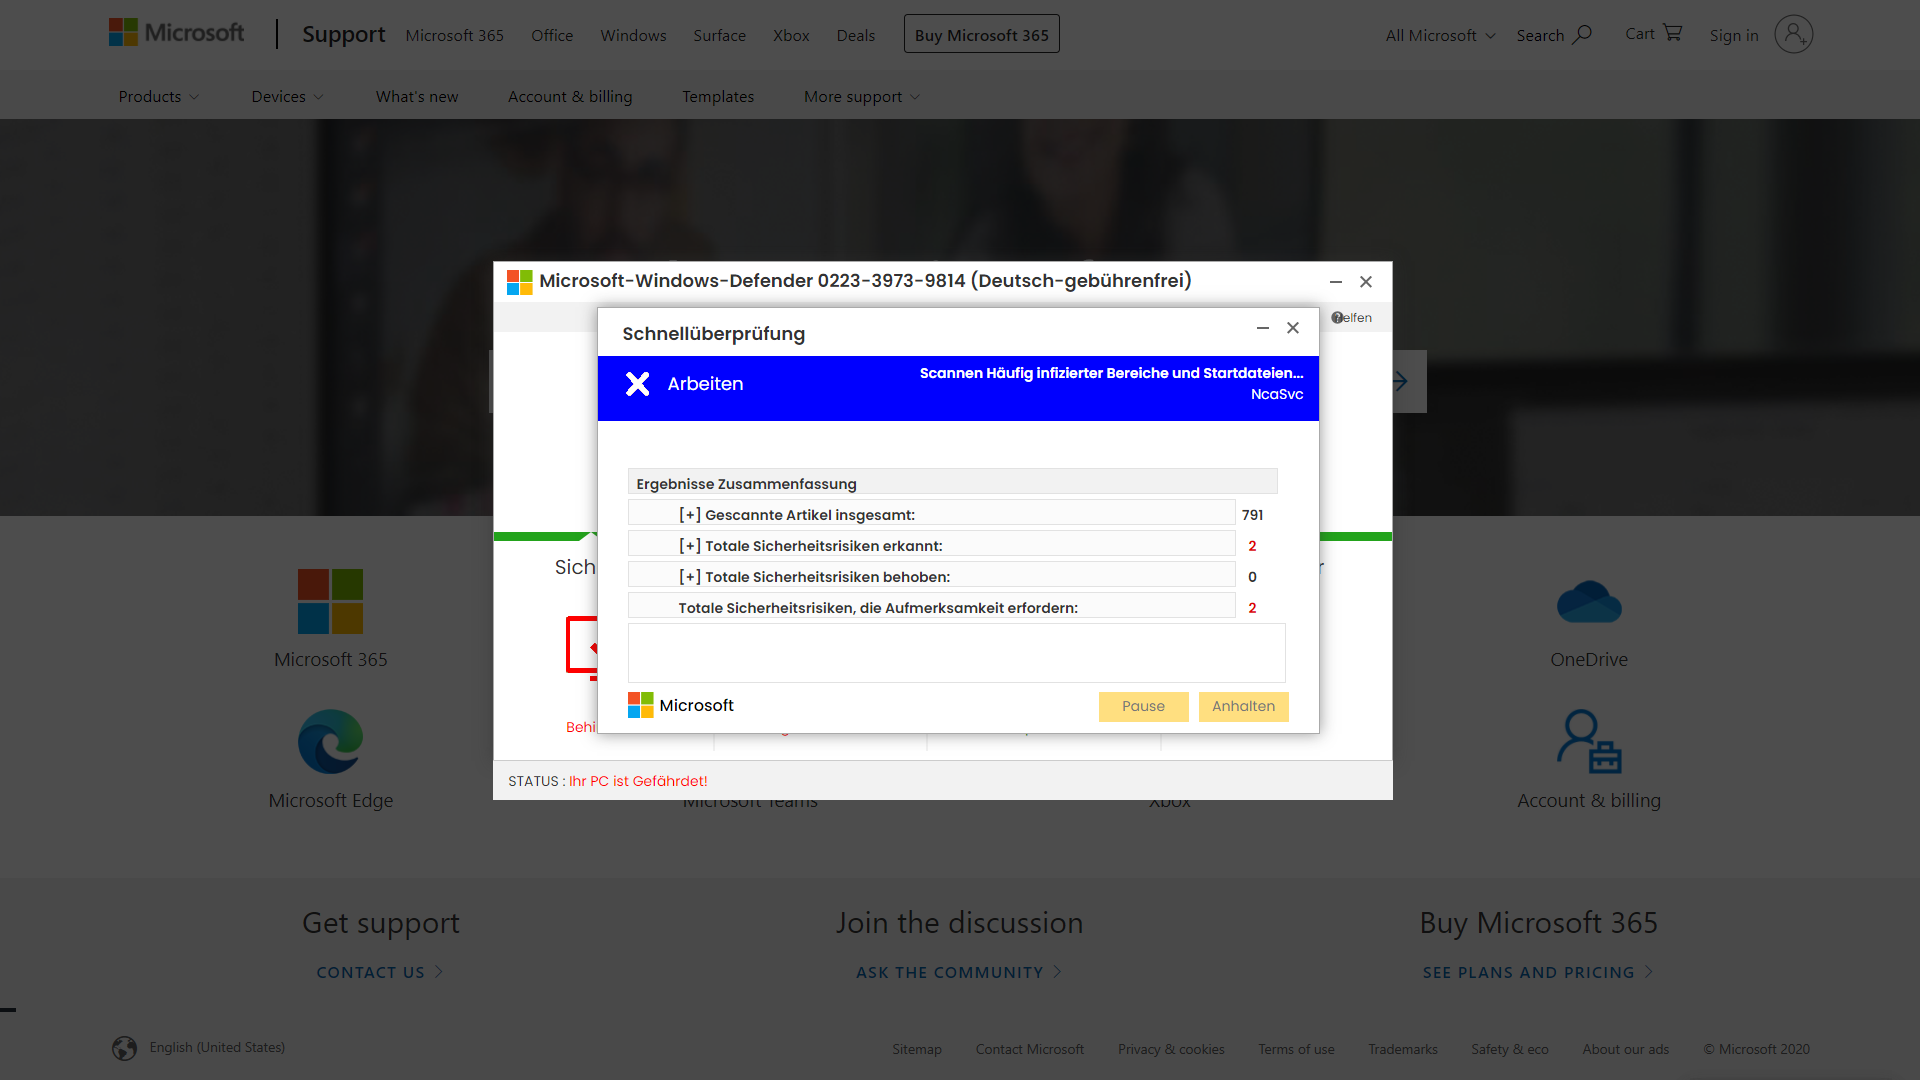 Microsoft
Support
Microsoft 365
Office
Windows
Surface
Xbox
Deals
Buy Microsoft 365
All Microsoft
Search
Cart
Sign in
Products
Devices
What's new
Account & billing
Templates
More support
Microsoft-Windows-Defender 0223-3973-9814 (Deutsch-gebührenfrei)
elfen
Schnellüberprüfung
Arbeiten
Scannen Häufig infizierter Bereiche und Startdateien...
NcaSvc
Ergebnisse Zusammenfassung
[+] Gescannte Artikel insgesamt: 791
[+] Totale Sicherheitsrisiken erkannt: 2
[+] Totale Sicherheitsrisiken behoben: 0
Totale Sicherheitsrisiken, die Aufmerksamkeit erfordern: 2
Microsoft
Pause
Anhalten
Sich
r
Behi
STATUS : Ihr PC ist Gefährdet!
Microsoft 365
OneDrive
Microsoft Edge
Microsoft Teams
Xbox
Account & billing
Get support
Join the discussion
Buy Microsoft 365
CONTACT US
ASK THE COMMUNITY
SEE PLANS AND PRICING
English (United States)
Sitemap
Contact Microsoft
Privacy & cookies
Terms of use
Trademarks
Safety & eco
About our ads
© Microsoft 2020